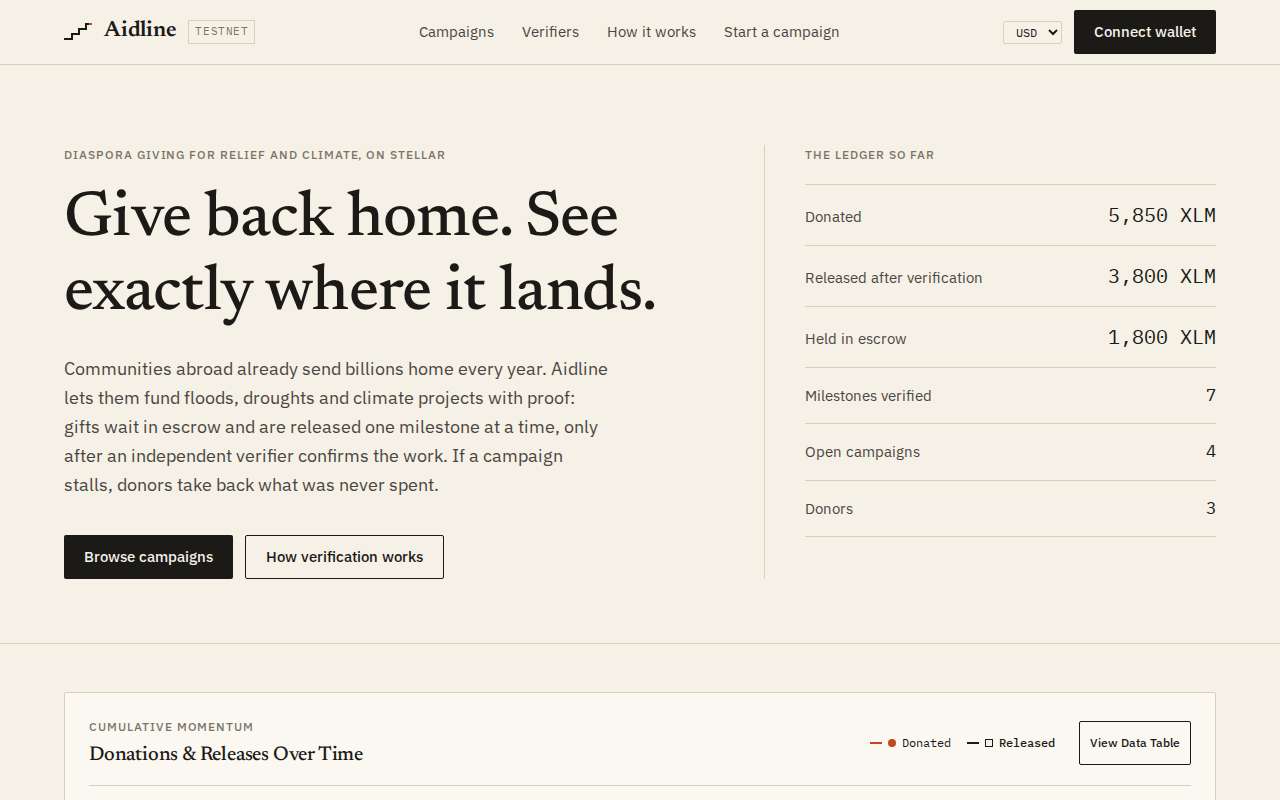 Aidline TESTNET Campaigns Verifiers How it works Start a campaign USD Connect wallet
DIASPORA GIVING FOR RELIEF AND CLIMATE, ON STELLAR
Give back home. See
exactly where it lands.
Communities abroad already send billions home every year. Aidline
lets them fund floods, droughts and climate projects with proof:
gifts wait in escrow and are released one milestone at a time, only
after an independent verifier confirms the work. If a campaign
stalls, donors take back what was never spent.
Browse campaigns How verification works
THE LEDGER SO FAR
Donated 5,850 XLM
Released after verification 3,800 XLM
Held in escrow 1,800 XLM
Milestones verified 7
Open campaigns 4
Donors 3
CUMULATIVE MOMENTUM
Donations & Releases Over Time
Donated Released View Data Table